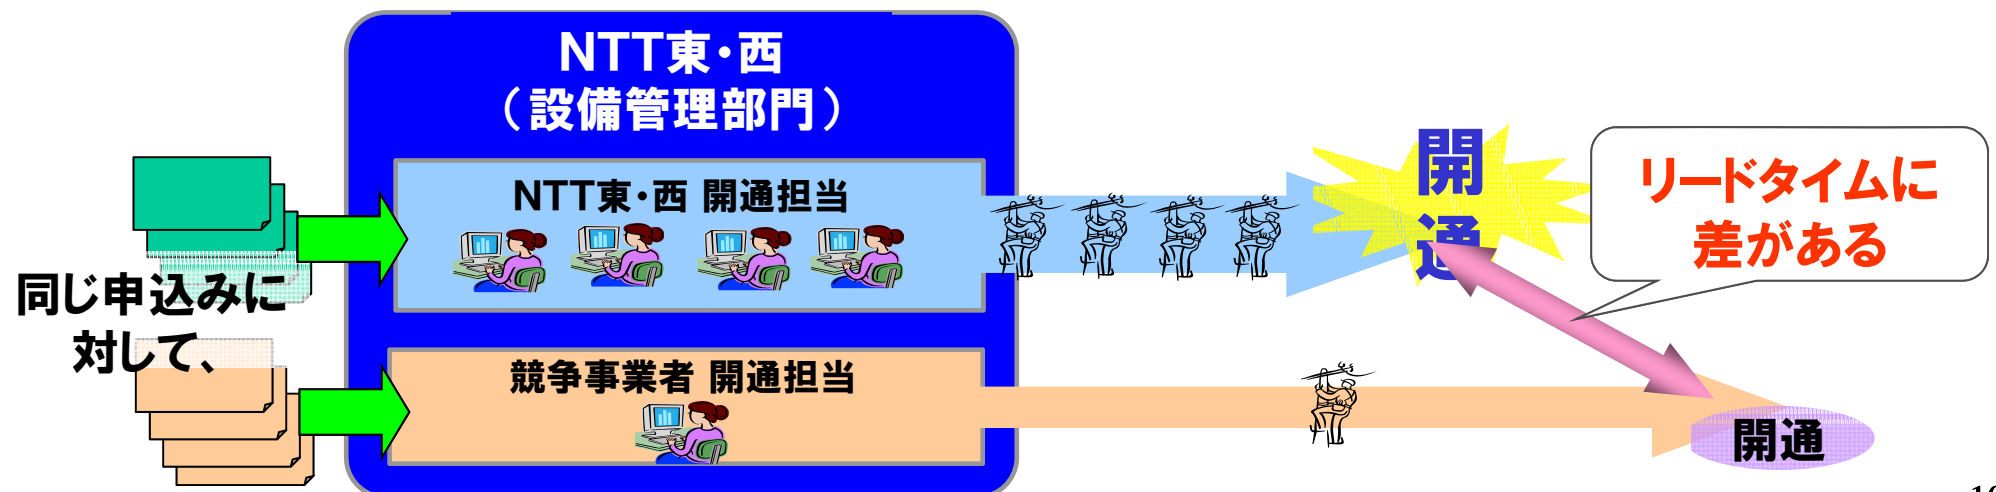 NTT東・西
（設備管理部門）
NTT東・西 開通担当
同じ申込みに
対して、
競争事業者 開通担当
開
通
リードタイムに
差がある
開通